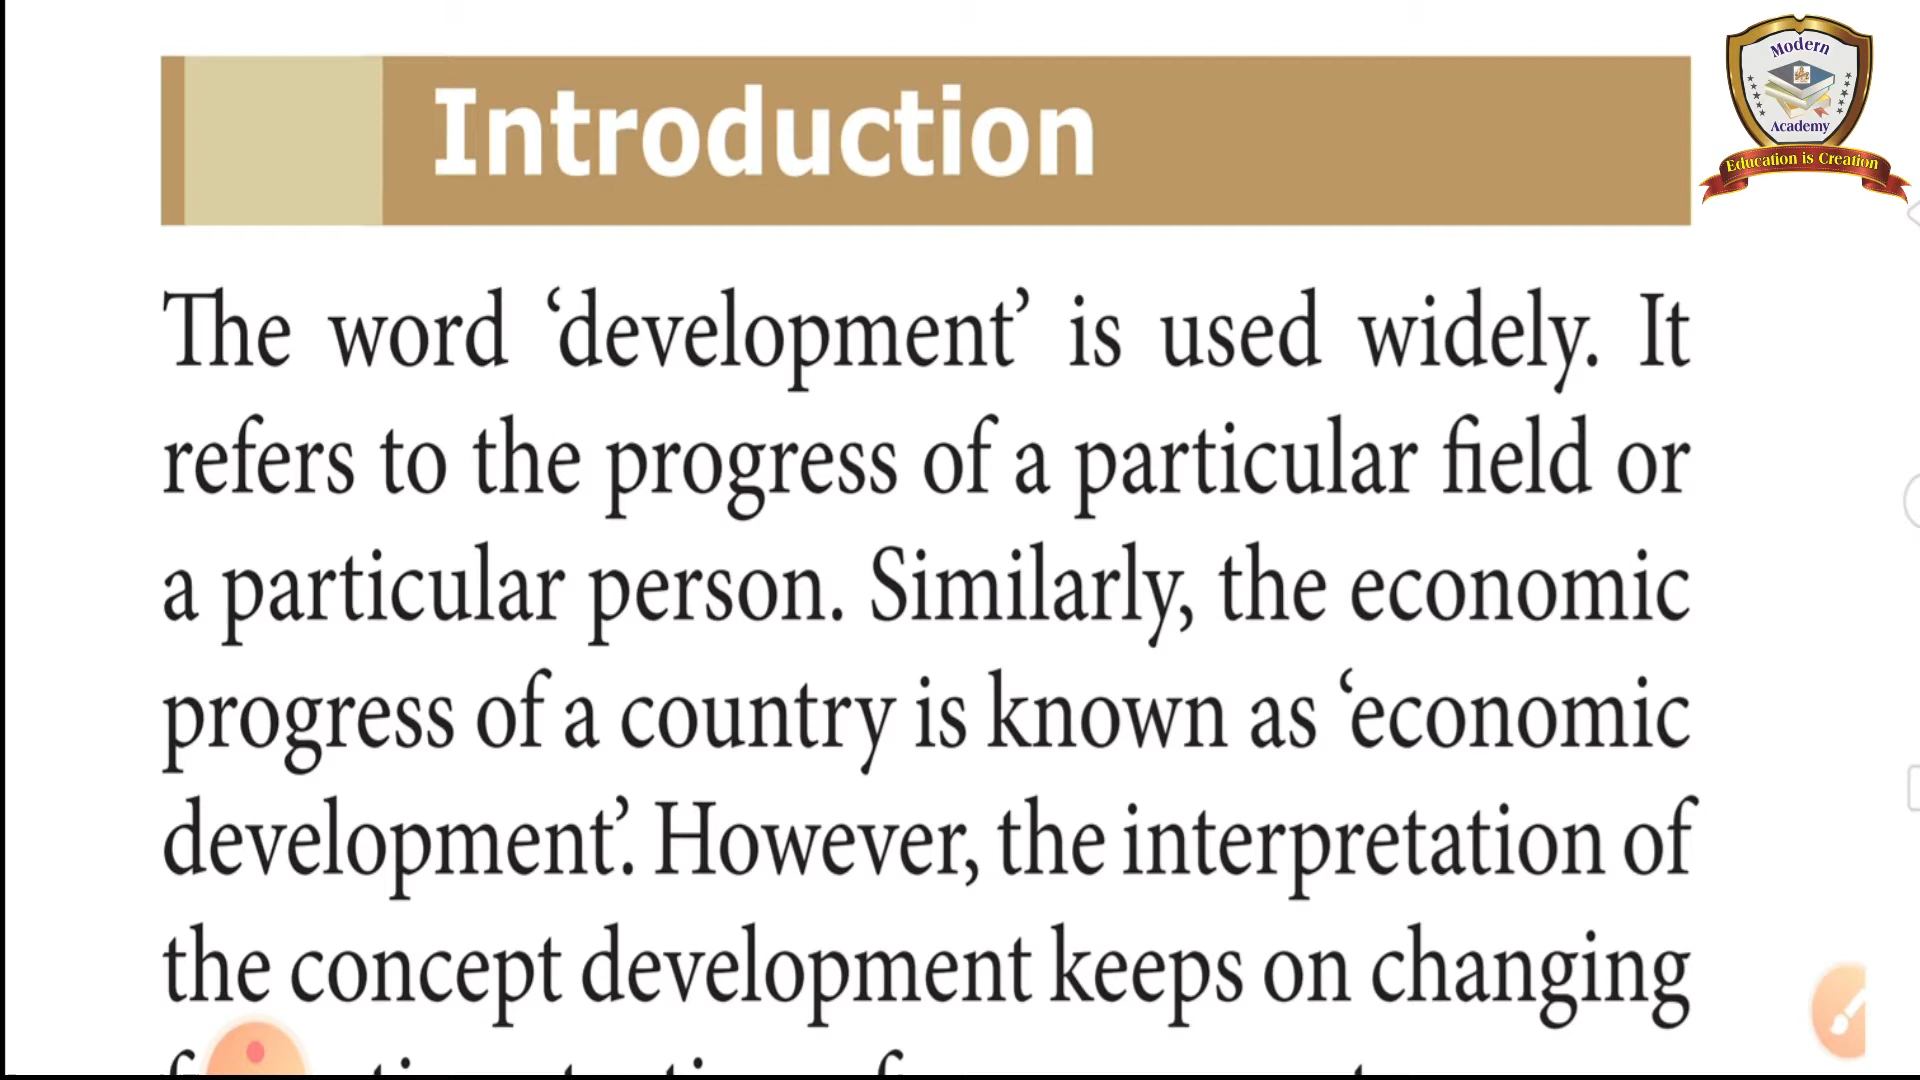 Introduction
Modern
Academy
Education is Creation
The word ‘development’ is used widely. It
refers to the progress of a particular field or
a particular person. Similarly, the economic
progress of a country is known as ‘economic
development’. However, the interpretation of
the concept development keeps on changing